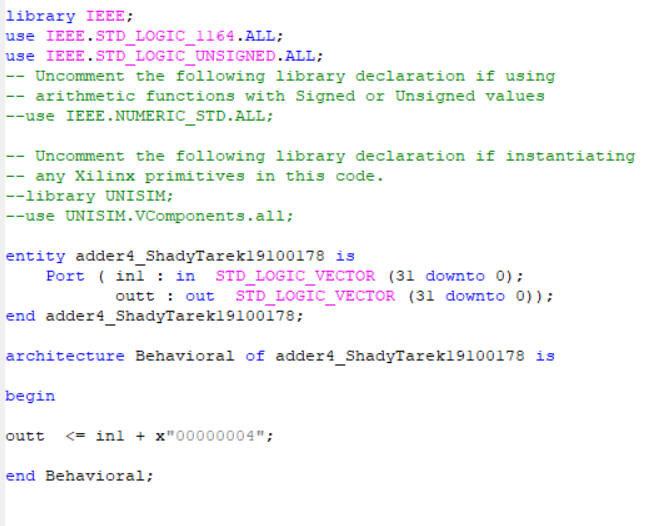 library IEEE;
use IEEE.STD_LOGIC_1164.ALL;
use IEEE.STD_LOGIC_UNSIGNED.ALL;
-- Uncomment the following library declaration if using
-- arithmetic functions with Signed or Unsigned values
--use IEEE.NUMERIC_STD.ALL;
-- Uncomment the following library declaration if instantiating
-- any Xilinx primitives in this code.
--library UNISIM;
--use UNISIM.VComponents.all;
entity adder4_ShadyTarek19100178 is
Port ( in1 : in STD_LOGIC_VECTOR (31 downto 0);
outt : out STD_LOGIC_VECTOR (31 downto 0));
end adder4_ShadyTarek19100178;
architecture Behavioral of adder4_ShadyTarek19100178 is
begin
outt <= in1 + x"00000004";
end Behavioral;